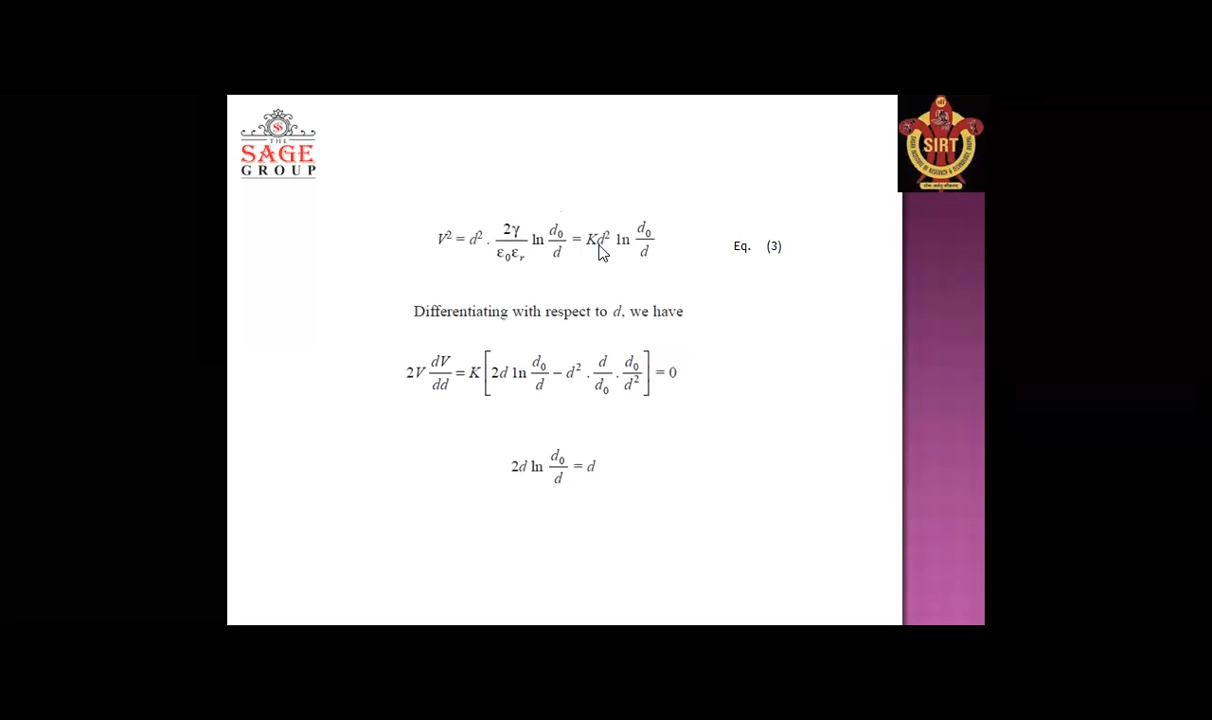 THE
SAGE
GROUP
SIRT
V² = d² . 2γ/ε₀εᵣ ln d₀/d = Kd² ln d₀/d Eq. (3)
Differentiating with respect to d, we have
2V dV/dd = K[2d ln d₀/d − d² . d/d₀ . d₀/d²] = 0
2d ln d₀/d = d